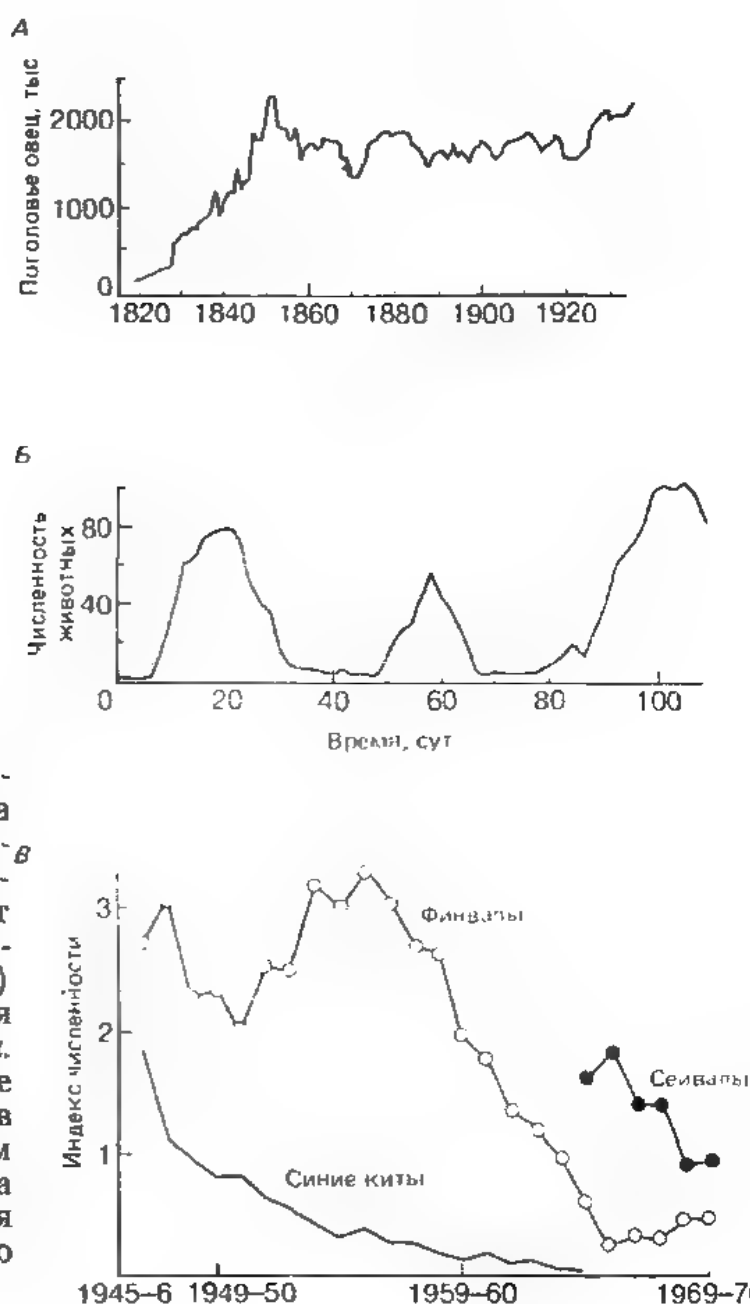 А
Поголовье овец, тыс
2000
1000
0
1820 1840 1860 1880 1900 1920
Б
Численность
животных
80
40
0 20 40 60 80 100
Время, сут
а
т
)
я
е
в
м
а
я
о
В
Индекс численности
3
2
1
Финвалы
Сейвалы
Синие киты
1945–6 1949–50 1959–60 1969–70